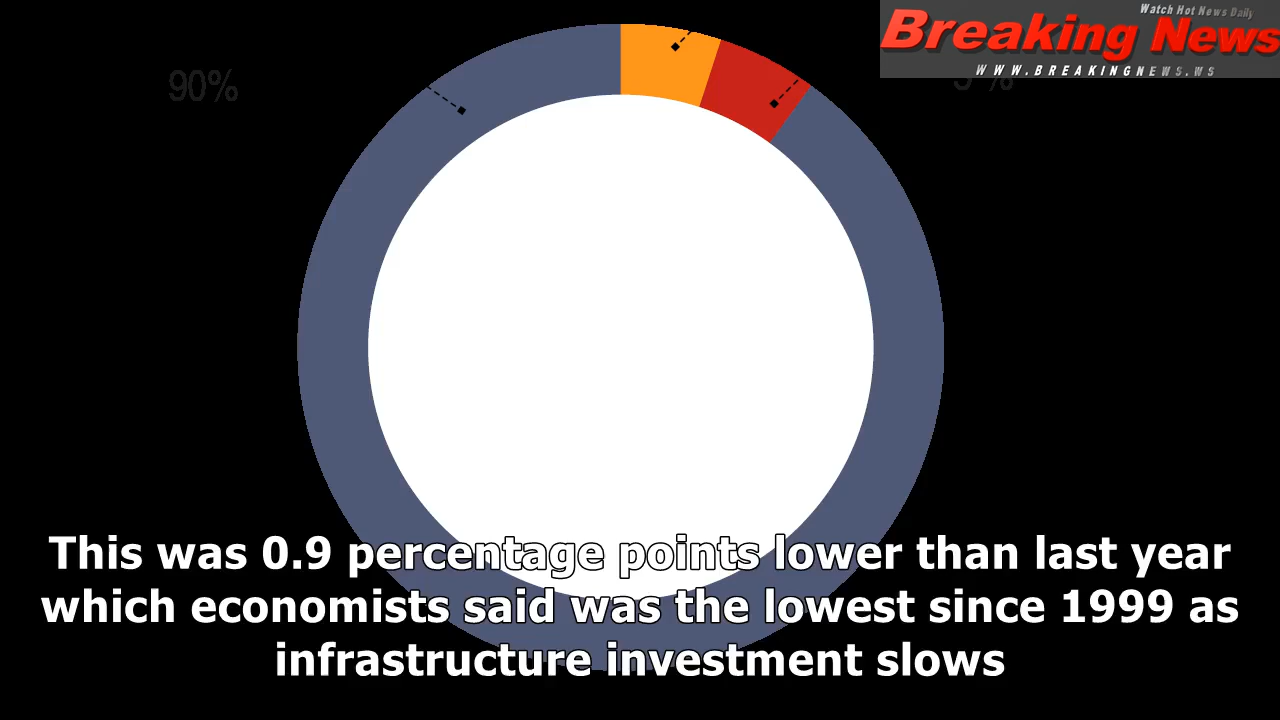 Watch Hot News Daily
Breaking News
WWW.BREAKINGNEWS.WS
90%
This was 0.9 percentage points lower than last year
which economists said was the lowest since 1999 as
infrastructure investment slows